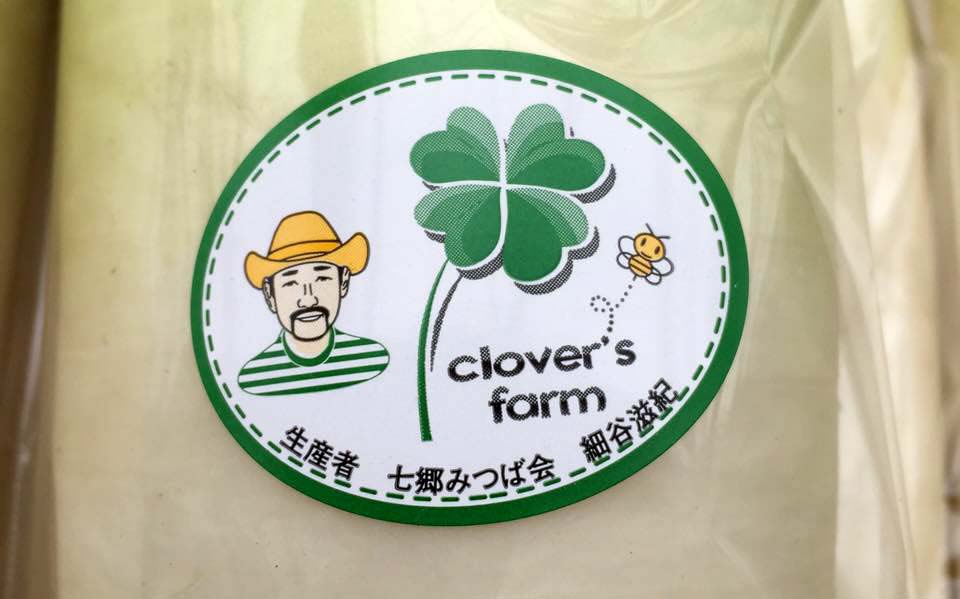 clover's
farm
生産者 七郷みつば会 細谷滋紀